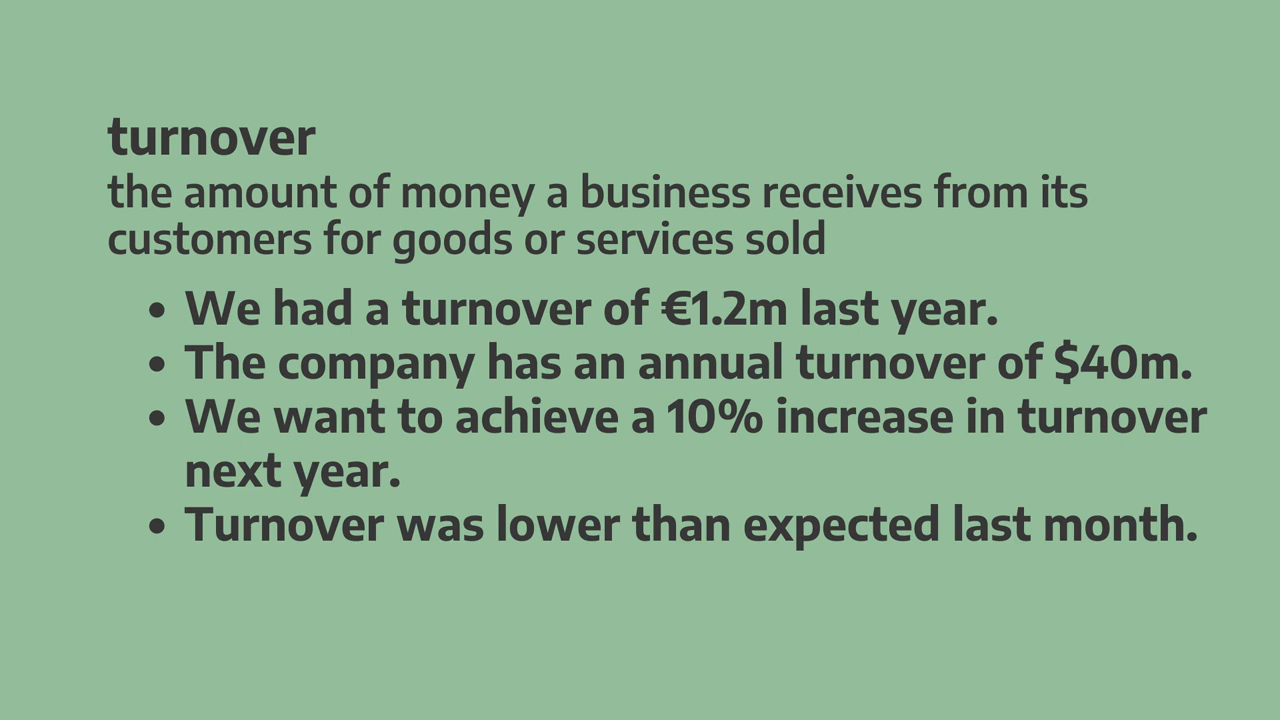 turnover
the amount of money a business receives from its
customers for goods or services sold
• We had a turnover of €1.2m last year.
• The company has an annual turnover of $40m.
• We want to achieve a 10% increase in turnover
next year.
• Turnover was lower than expected last month.